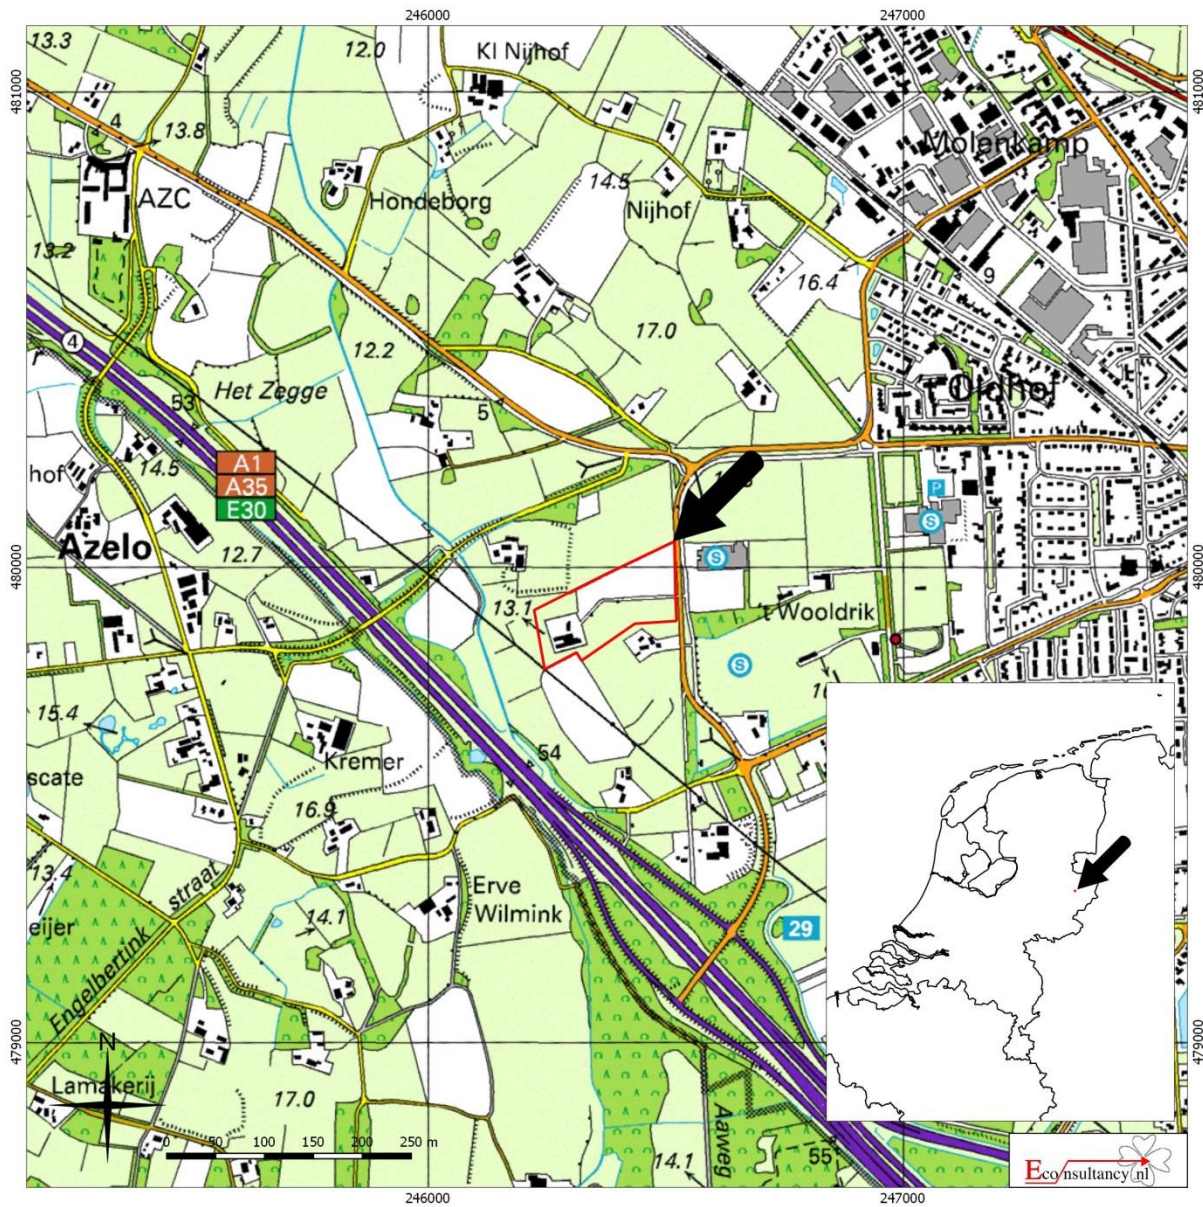 246000
247000
481000
481000
13.3
12.0
Kl Nijhof
4
13.8
Molenkamp
AZC
14.5
Hondeborg
Nijhof
13.2
16.4
9
17.0
4
12.2
Het Zegge
53
5
Oldhof
A1
A35
E30
hof
14.5
P
S
Azelo
12.7
480000
480000
S
13.1
't Wooldrik
S
15.4
54
Kremer
scate
16.9
13.4
straat
Erve
Wilmink
14.1
eijer
29
Engelbertink
479000
479000
N
Lamakerij
17.0
0 50 100 150 200 250 m
Aaweg
14.1
55
Econsultancy.nl
246000
247000